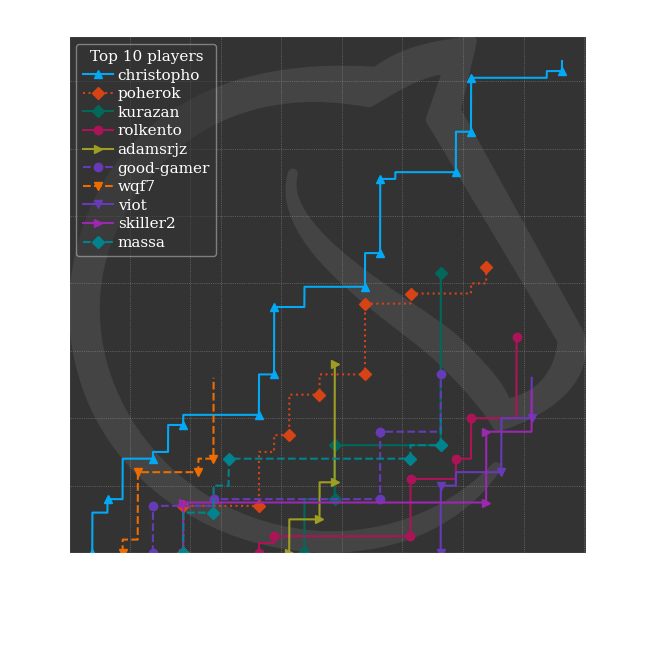 Top 10 players
christopho
poherok
kurazan
rolkento
adamsrjz
good-gamer
wqf7
viot
skiller2
massa